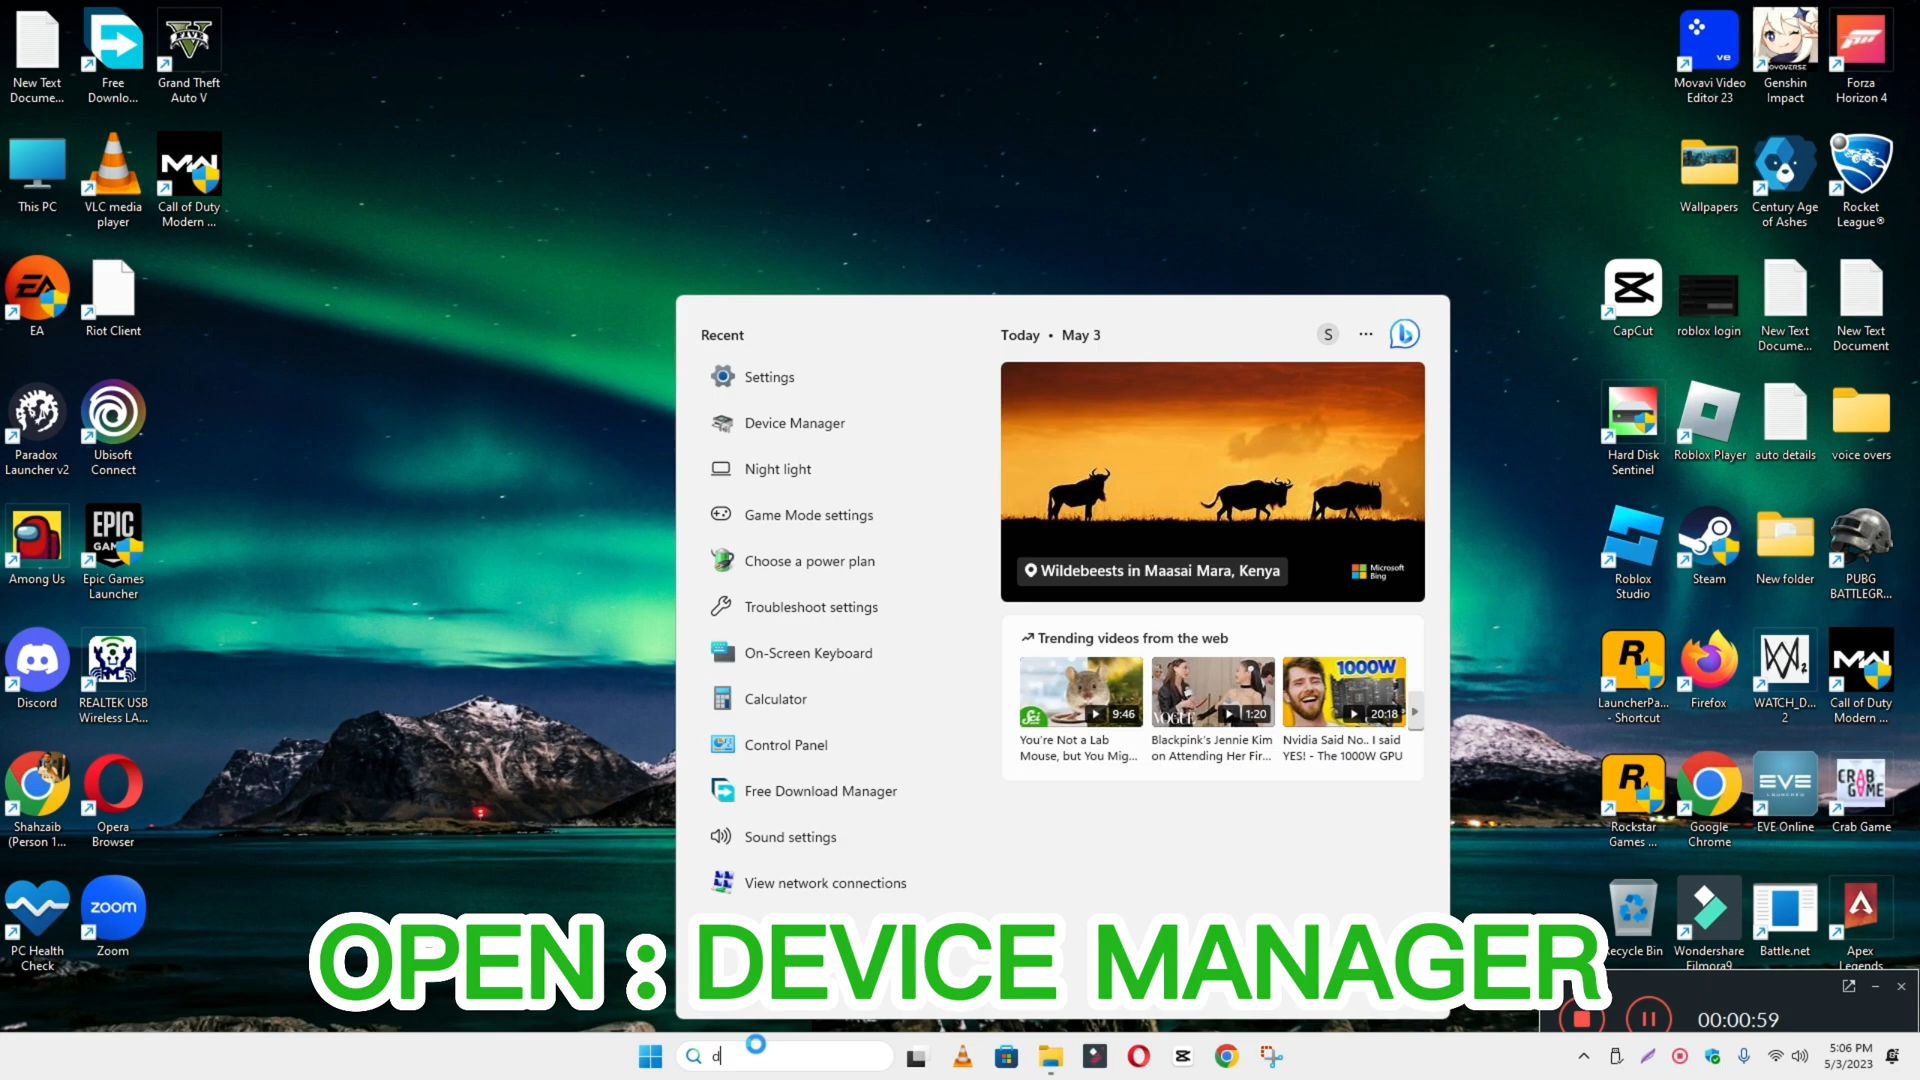 New Text
Docume...
Free
Downlo...
Grand Theft
Auto V
This PC
VLC media
player
Call of Duty
Modern ...
EA
Riot Client
Paradox
Launcher v2
Ubisoft
Connect
Among Us
EPIC
Epic Games
Launcher
Discord
REALTEK USB
Wireless LA...
Shahzaib
(Person 1...
Opera
Browser
PC Health
Check
zoom
Zoom
Recent
Settings
Device Manager
Night light
Game Mode settings
Choose a power plan
Troubleshoot settings
On-Screen Keyboard
Calculator
Control Panel
Free Download Manager
Sound settings
View network connections
Today • May 3
S
...
Wildebeests in Maasai Mara, Kenya
Microsoft
Bing
Trending videos from the web
9:46
You're Not a Lab
Mouse, but You Mig...
VOGUE
1:20
Blackpink's Jennie Kim
on Attending Her Fir...
1000W
20:18
Nvidia Said No.. I said
YES! - The 1000W GPU
ve
Movavi Video
Editor 23
Genshin
Impact
Forza
Horizon 4
Wallpapers
Century Age
of Ashes
Rocket
League®
CapCut
roblox login
New Text
Docume...
New Text
Document
Hard Disk
Sentinel
Roblox Player
auto details
voice overs
Roblox
Studio
Steam
New folder
PUBG
BATTLEGR...
LauncherPa...
- Shortcut
Firefox
WATCH_D...
2
Call of Duty
Modern ...
Rockstar
Games ...
Google
Chrome
EVE
EVE Online
CRAB
GAME
Crab Game
ecycle Bin
Wondershare
Filmora9
Battle.net
Apex
Legends
OPEN : DEVICE MANAGER
00:00:59
d
5:06 PM
5/3/2023